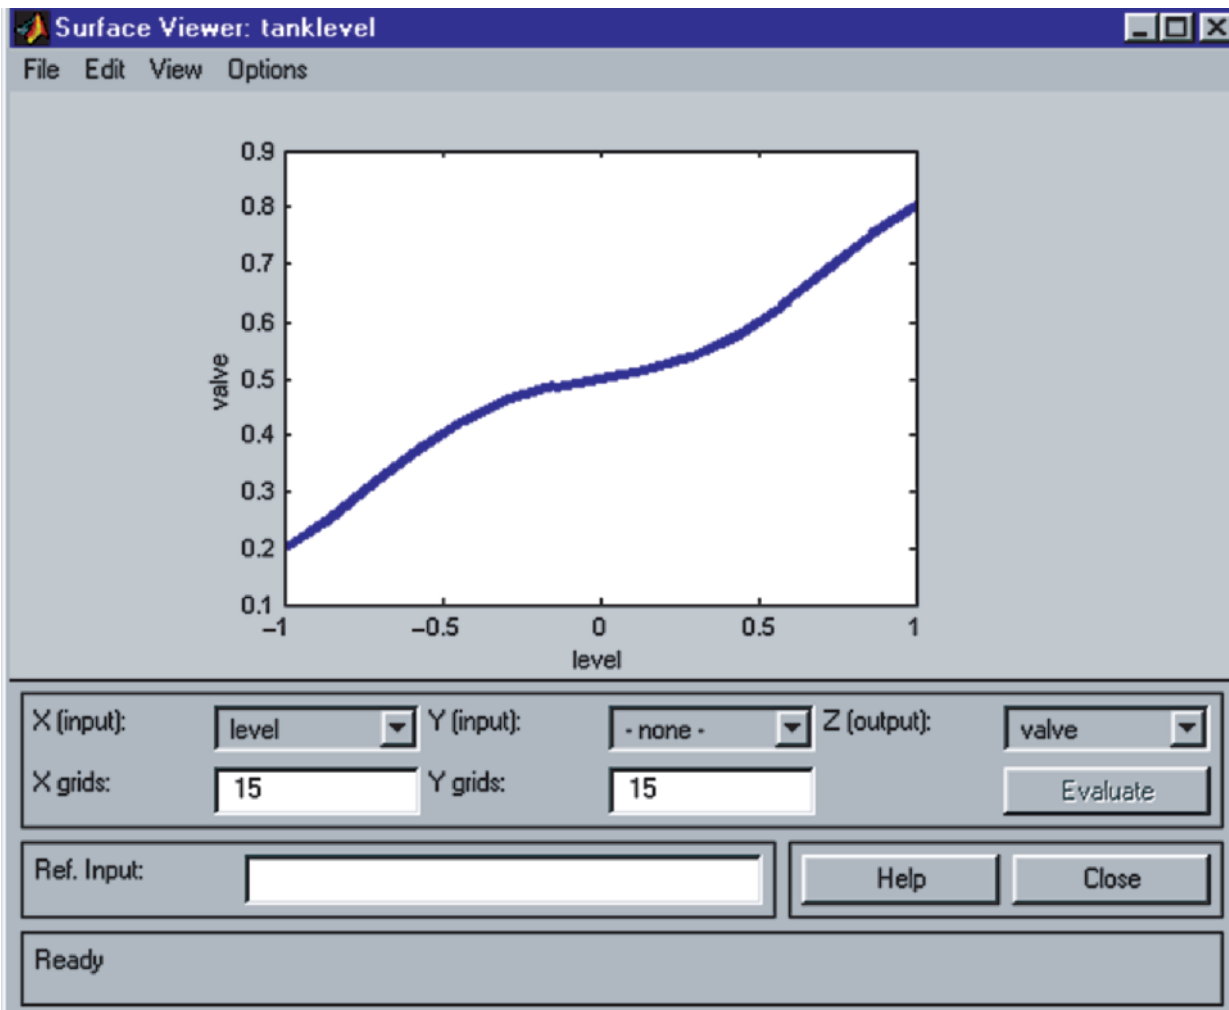 Surface Viewer: tanklevel
File Edit View Options
0.9
0.8
0.7
0.6
0.5
0.4
0.3
0.2
0.1
valve
–1 –0.5 0 0.5 1
level
X (input): level Y (input): - none - Z (output): valve
X grids: 15 Y grids: 15 Evaluate
Ref. Input: Help Close
Ready